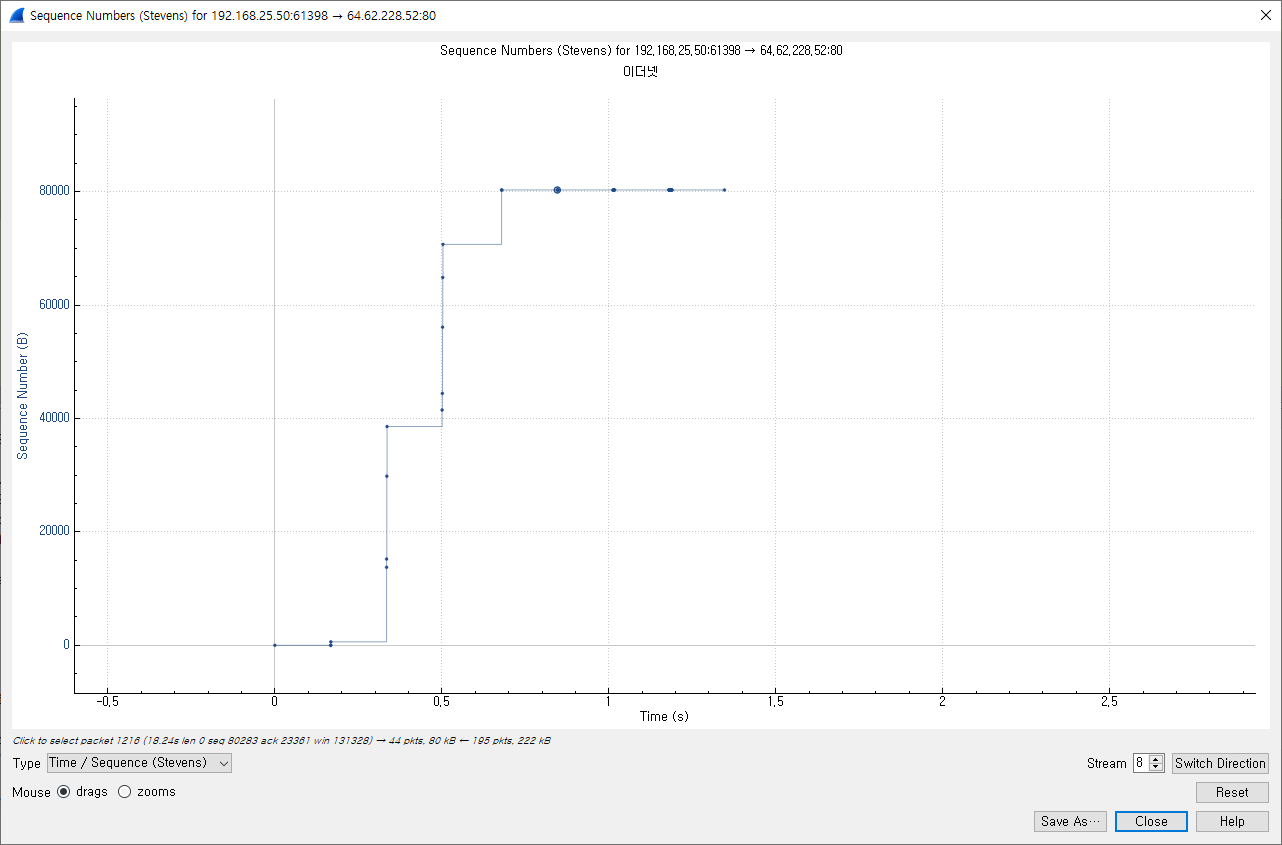 Sequence Numbers (Stevens) for 192.168.25.50:61398 → 64.62.228.52:80
Sequence Numbers (Stevens) for 192,168,25,50:61398 → 64,62,228,52:80
이더넷
80000
60000
40000
20000
0
Sequence Number (B)
-0,5
0
0,5
1
1,5
2
2,5
Time (s)
Click to select packet 1216 (18.24s len 0 seq 80283 ack 23361 win 131328) → 44 pkts, 80 kB ← 195 pkts, 222 kB
Type Time / Sequence (Stevens)
Stream 8 Switch Direction
Mouse drags zooms
Reset
Save As…
Close
Help